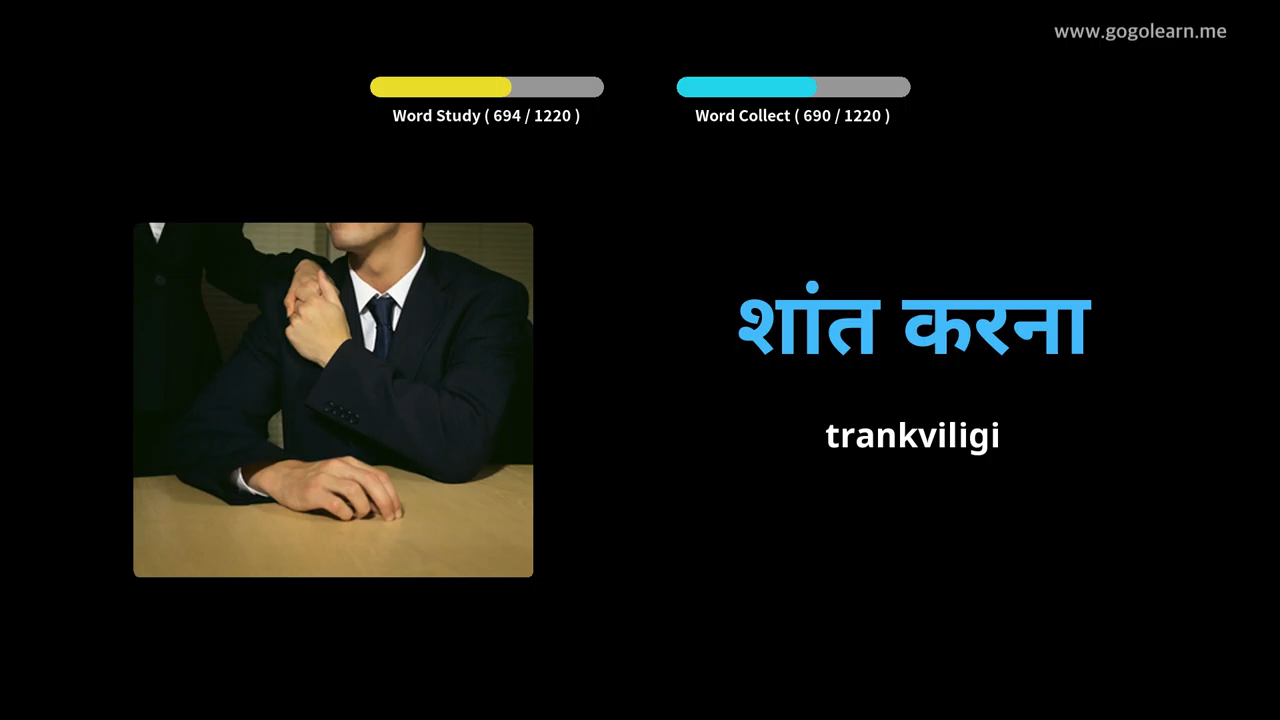 www.gogolearn.me
Word Study ( 694 / 1220 )
Word Collect ( 690 / 1220 )
शांत करना
trankviligi